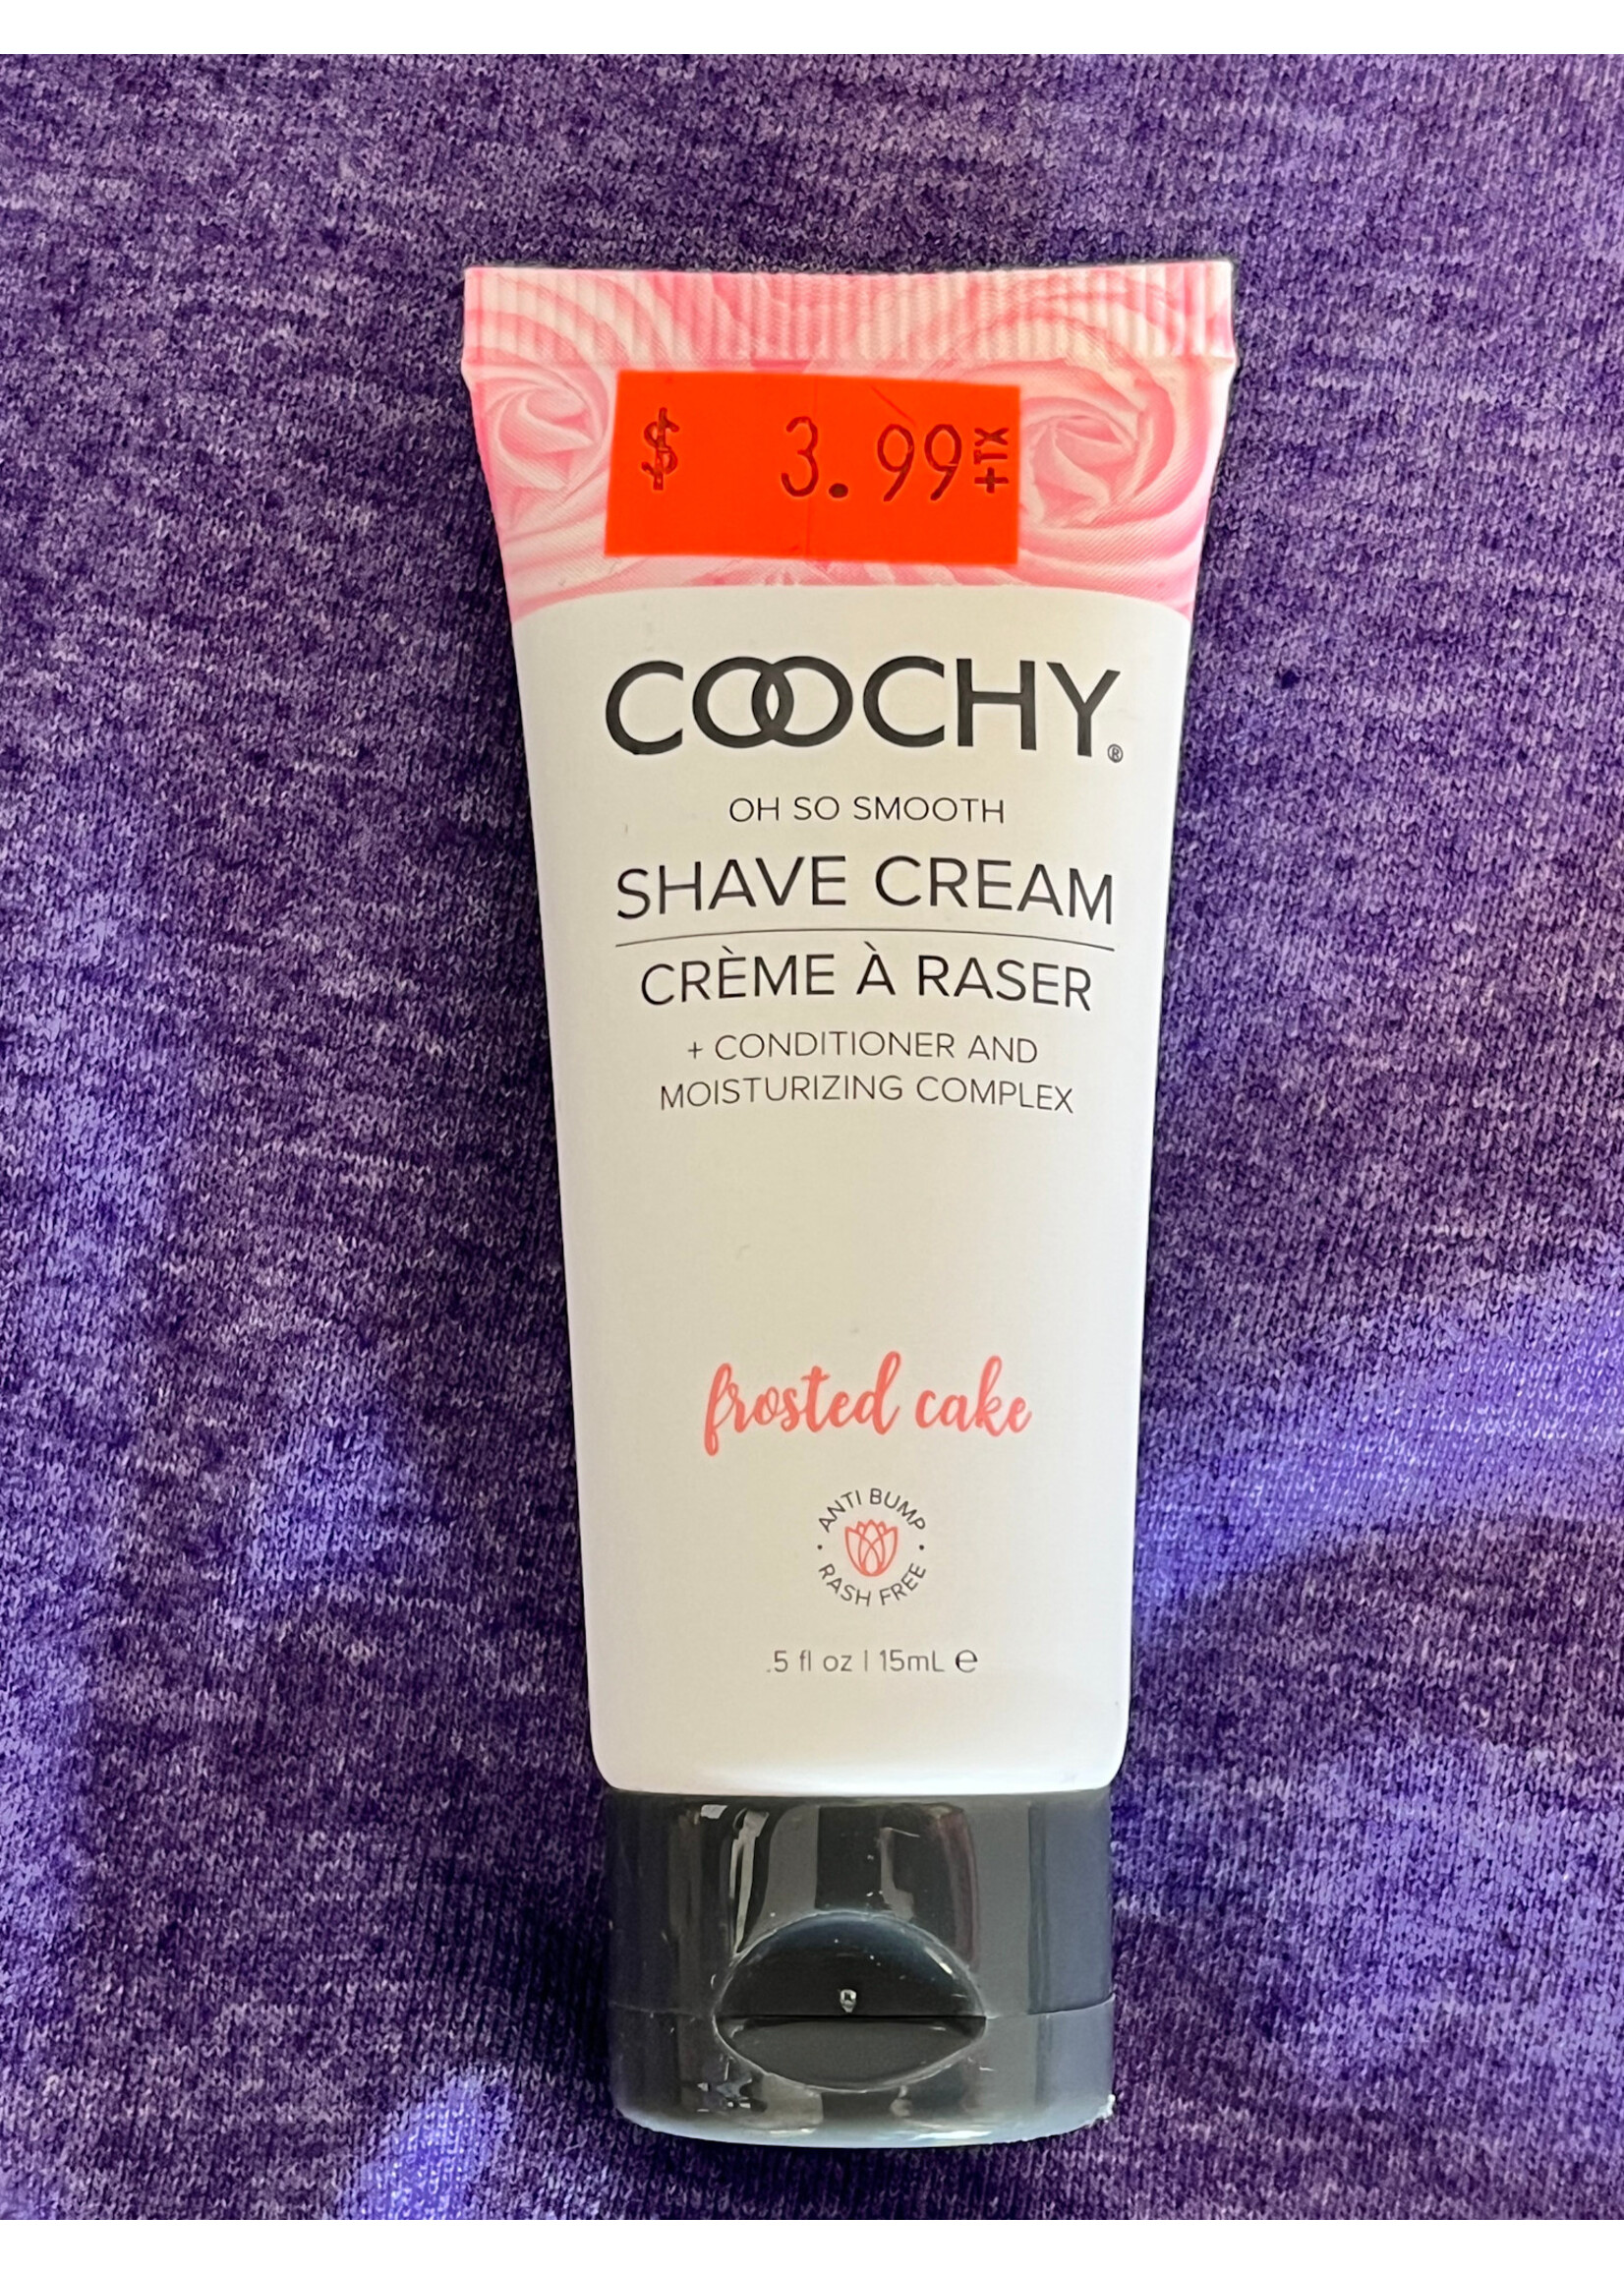 $ 3.99 +TX
COOCHY®
OH SO SMOOTH
SHAVE CREAM
CRÈME À RASER
+ CONDITIONER AND
MOISTURIZING COMPLEX
frosted cake
ANTI BUMP
· RASH FREE ·
.5 fl oz | 15mL ℮